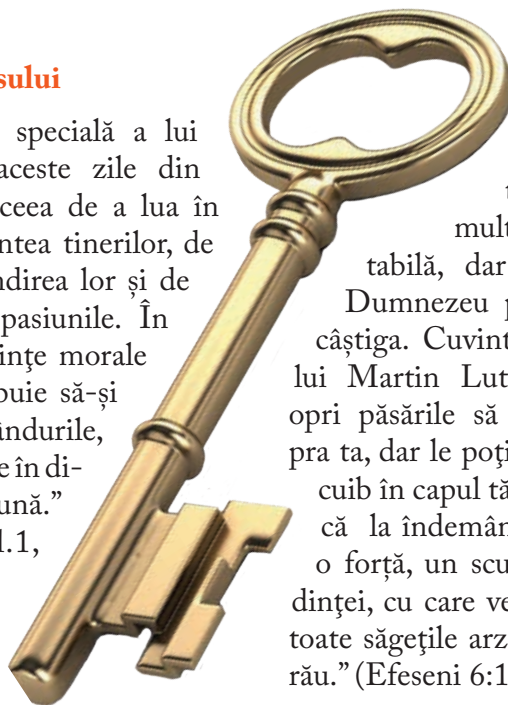 sului
specială a lui
aceste zile din
ceea de a lua în
ntea tinerilor, de
ndirea lor și de
pasiunile. În
inţe morale
buie să-și
ândurile,
e în di-
ună.”
l.1,
t
mult
tabilă, dar
Dumnezeu p
câștiga. Cuvint
lui Martin Lut
opri păsările să
pra ta, dar le poţi
cuib în capul tă
că la îndemân
o forță, un scu
dinţei, cu care ve
toate săgeţile arz
rău.” (Efeseni 6:1